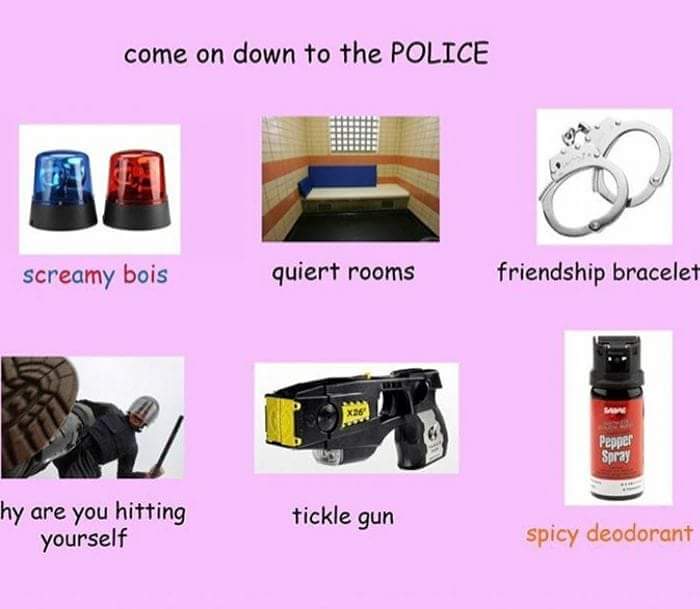 come on down to the POLICE
screamy bois
quiert rooms
friendship bracelet
hy are you hitting
yourself
X26
tickle gun
SABRE
Pepper
Spray
spicy deodorant